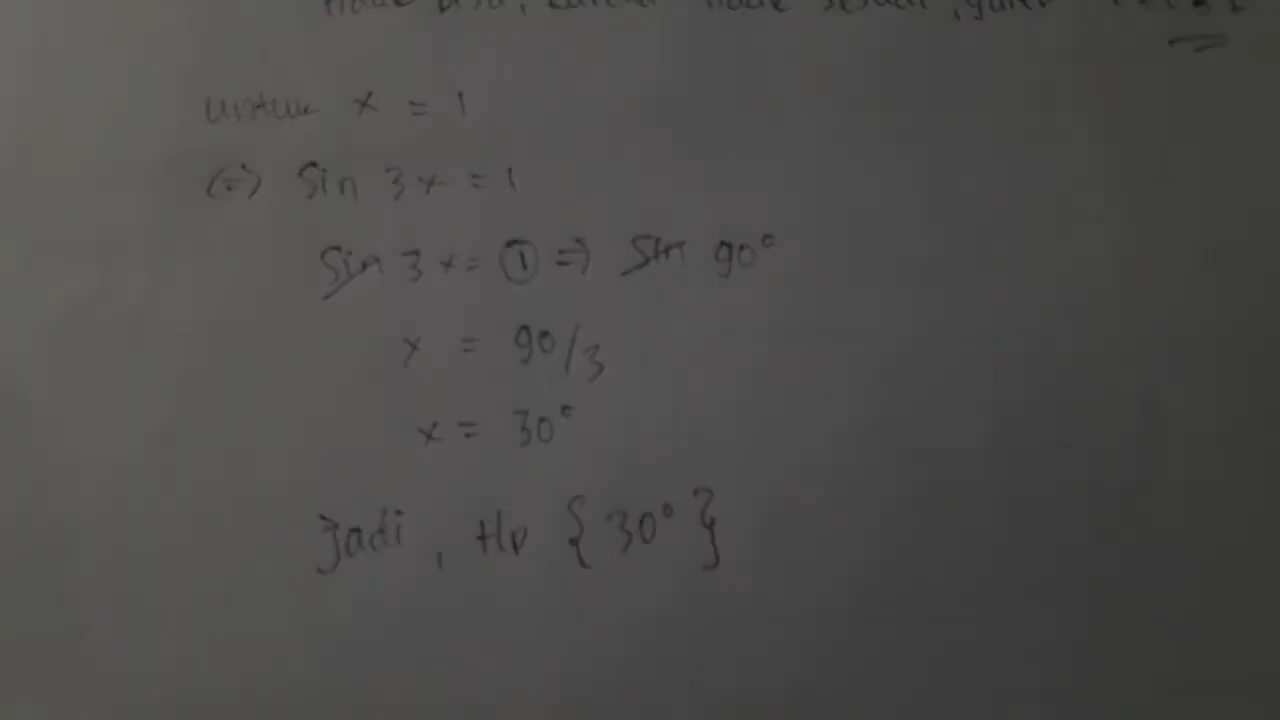 untuk x = 1
(=) Sin 3x = 1
Sin 3x = 1 => Sin 90°
x = 90/3
x = 30°
Jadi, Hp {30°}